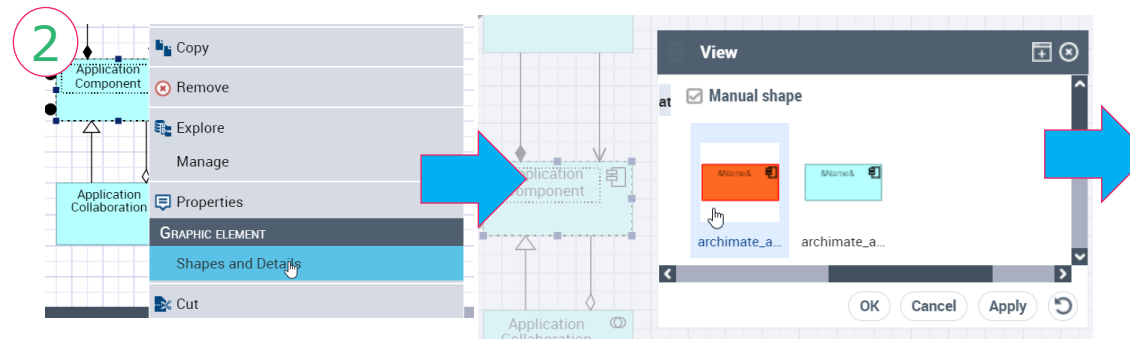 2
Application
Component
Application
Collaboration
Copy
Remove
Explore
Manage
Properties
GRAPHIC ELEMENT
Shapes and Details
Cut
Application
Component
Application
Collaboration
View
at
Manual shape
&Name&
&Name&
archimate_a...
archimate_a...
OK
Cancel
Apply